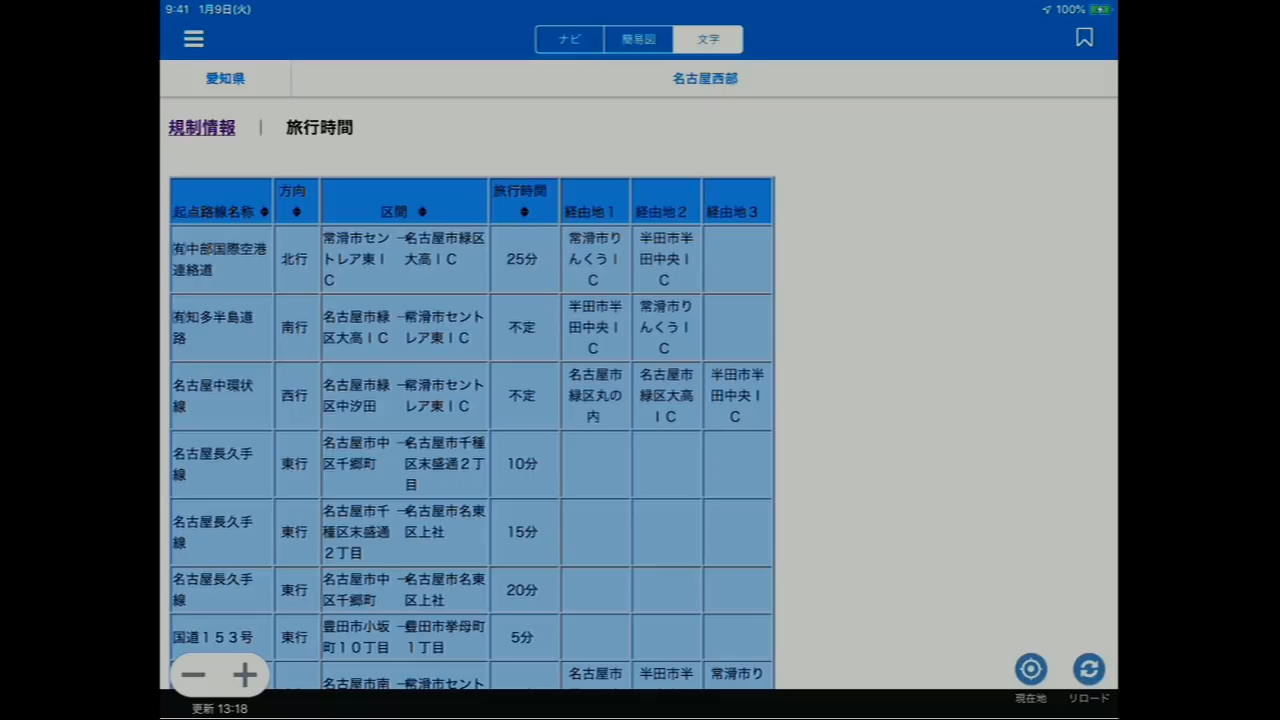 9:41 1月9日(火)
100%
ナビ 簡易図 文字
愛知県 名古屋西部
規制情報 | 旅行時間
起点路線名称 方向 区間 旅行時間 経由地1 経由地2 経由地3
㈲中部国際空港連絡道 北行 常滑市セントレア東IC →名古屋市緑区大高IC 25分 常滑市りんくうIC 半田市半田中央IC
㈲知多半島道路 南行 名古屋市緑区大高IC →常滑市セントレア東IC 不定 半田市半田中央IC 常滑市りんくうIC
名古屋中環状線 西行 名古屋市緑区中汐田 →常滑市セントレア東IC 不定 名古屋市緑区丸の内 名古屋市緑区大高IC 半田市半田中央IC
名古屋長久手線 東行 名古屋市中区千郷町 →名古屋市千種区末盛通2丁目 10分
名古屋長久手線 東行 名古屋市千種区末盛通2丁目 →名古屋市名東区上社 15分
名古屋長久手線 東行 名古屋市中区千郷町 →名古屋市名東区上社 20分
国道153号 東行 豊田市小坂町10丁目 →豊田市挙母町1丁目 5分
名古屋市南 →常滑市セント 名古屋市 半田市半 常滑市り
更新 13:18
現在地 リロード